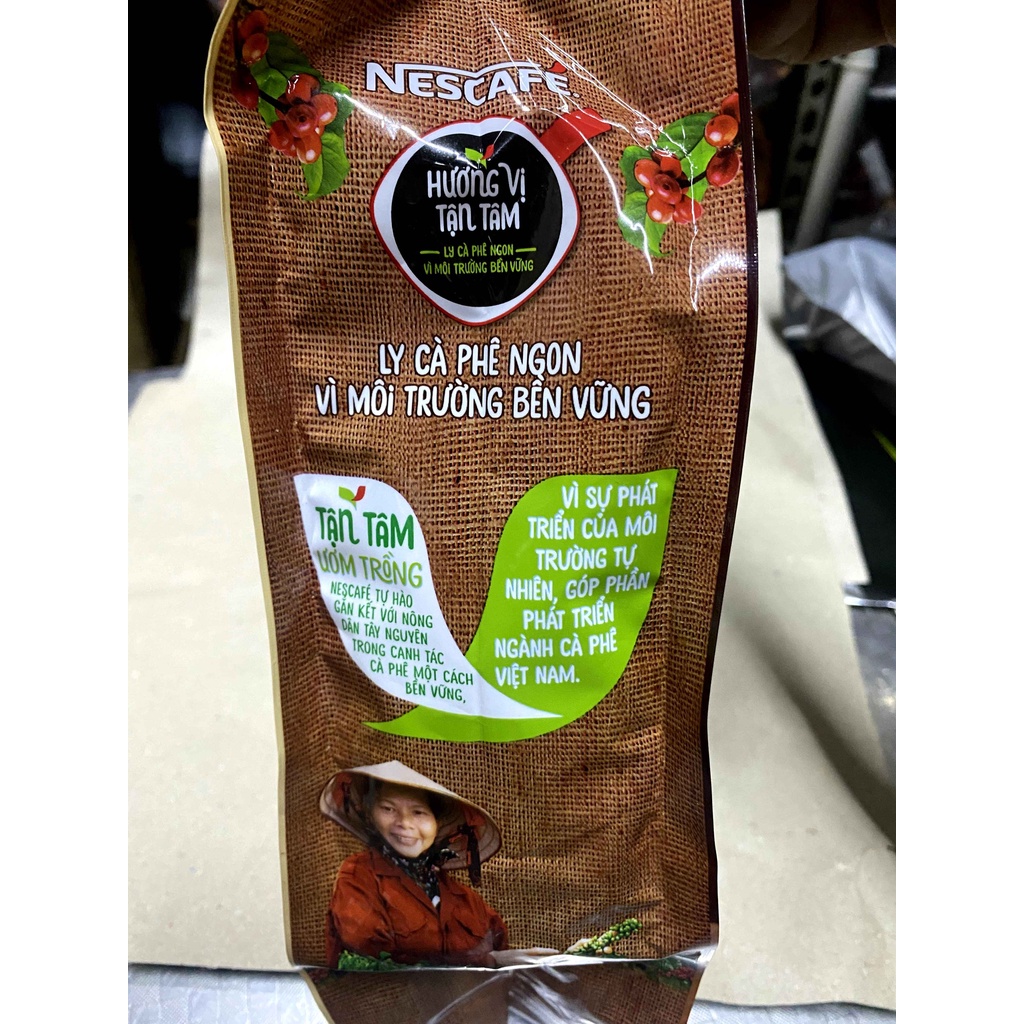 NESCAFÉ.
HƯƠNG VỊ
TẬN TÂM
LY CÀ PHÊ NGON
VÌ MÔI TRƯỜNG BỀN VỮNG
LY CÀ PHÊ NGON
VÌ MÔI TRƯỜNG BỀN VỮNG
TẬN TÂM
ƯƠM TRỒNG
NESCAFÉ TỰ HÀO
GẮN KẾT VỚI NÔNG
DÂN TÂY NGUYÊN
TRONG CANH TÁC
CÀ PHÊ MỘT CÁCH
BỀN VỮNG,
VÌ SỰ PHÁT
TRIỂN CỦA MÔI
TRƯỜNG TỰ
NHIÊN, GÓP PHẦN
PHÁT TRIỂN
NGÀNH CÀ PHÊ
VIỆT NAM.